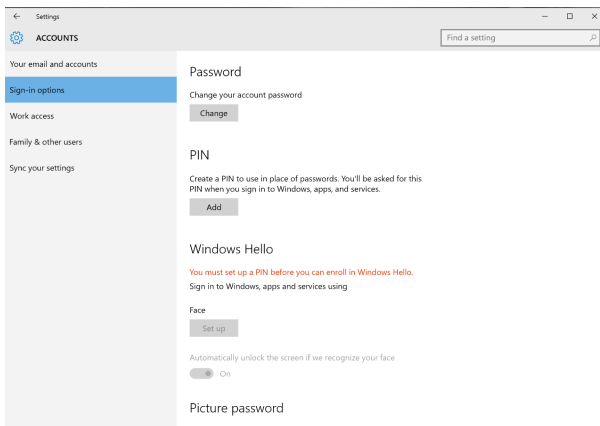 Settings
ACCOUNTS
Find a setting
Your email and accounts
Sign-in options
Work access
Family & other users
Sync your settings
Password
Change your account password
Change
PIN
Create a PIN to use in place of passwords. You'll be asked for this
PIN when you sign in to Windows, apps, and services.
Add
Windows Hello
You must set up a PIN before you can enroll in Windows Hello.
Sign in to Windows, apps and services using
Face
Set up
Automatically unlock the screen if we recognize your face
On
Picture password